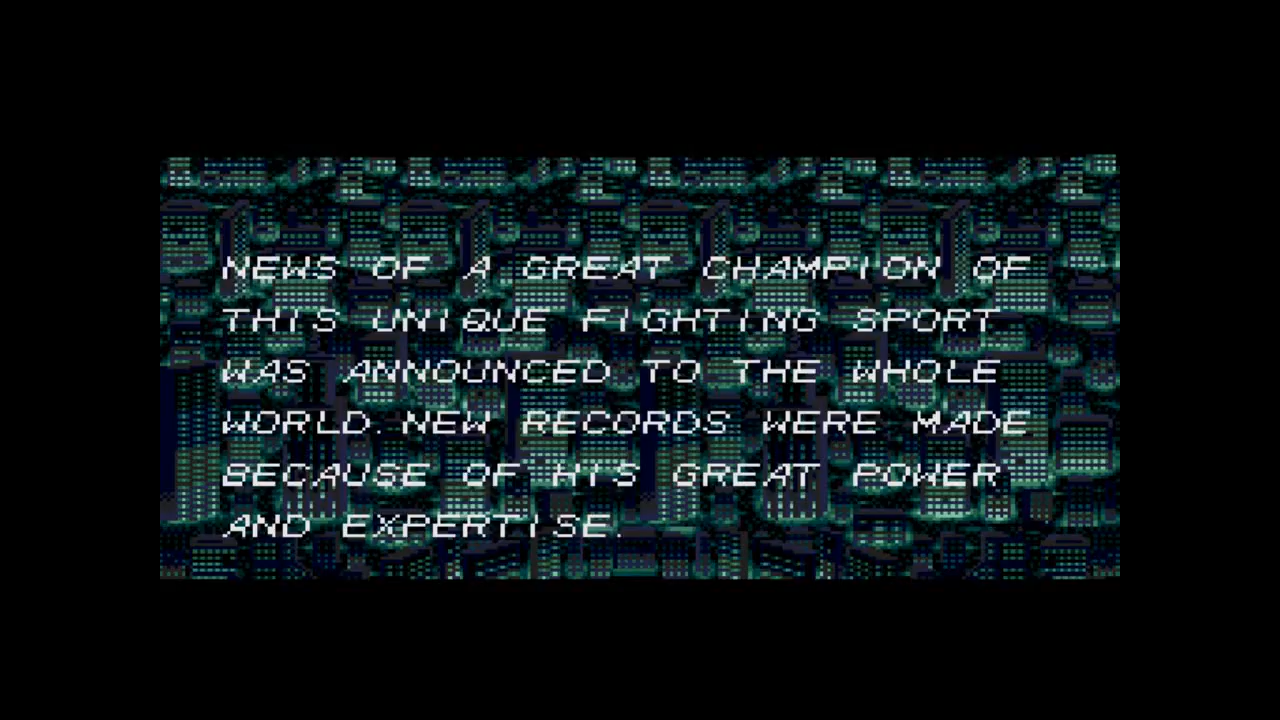 NEWS OF A GREAT CHAMPION OF
THIS UNIQUE FIGHTING SPORT
WAS ANNOUNCED TO THE WHOLE
WORLD. NEW RECORDS WERE MADE
BECAUSE OF HIS GREAT POWER
AND EXPERTISE.